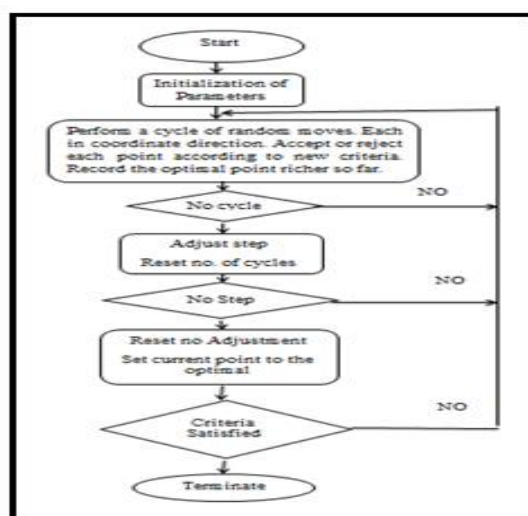 Start
Initialization of
Parameters
Perform a cycle of random moves. Each
in coordinate direction. Accept or reject
each point according to new criteria.
Record the optimal point richer so far.
No cycle
NO
Adjust step
Reset no. of cycles
No Step
NO
Reset no Adjustment
Set current point to the
optimal
NO
Criteria
Satisfied
Terminate